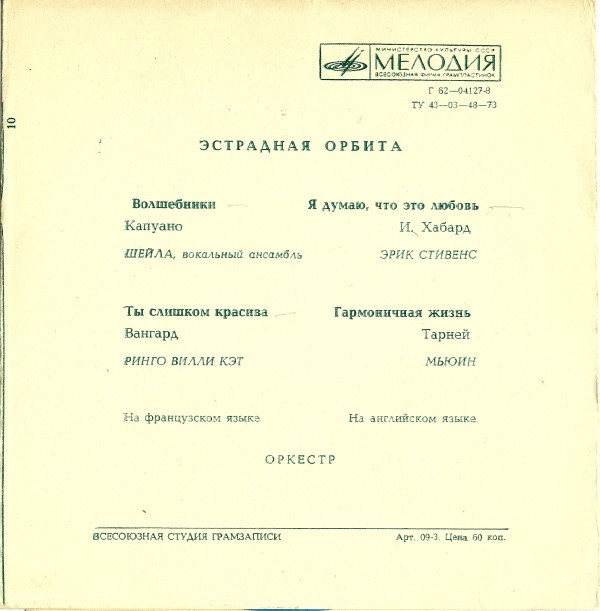 МИНИСТЕРСТВО КУЛЬТУРЫ СССР
МЕЛОДИЯ
ВСЕСОЮЗНАЯ ФИРМА ГРАМПЛАСТИНОК
Г 62—04127-8
ТУ 43—03—48—73
10
ЭСТРАДНАЯ ОРБИТА
Волшебники
Капуано
ШЕЙЛА, вокальный ансамбль
Ты слишком красива
Вангард
РИНГО ВИЛЛИ КЭТ
На французском языке
Я думаю, что это любовь
И. Хабард
ЭРИК СТИВЕНС
Гармоничная жизнь
Тарней
МЬЮИН
На английском языке
ОРКЕСТР
ВСЕСОЮЗНАЯ СТУДИЯ ГРАМЗАПИСИ
Арт. 09-3. Цена 60 коп.